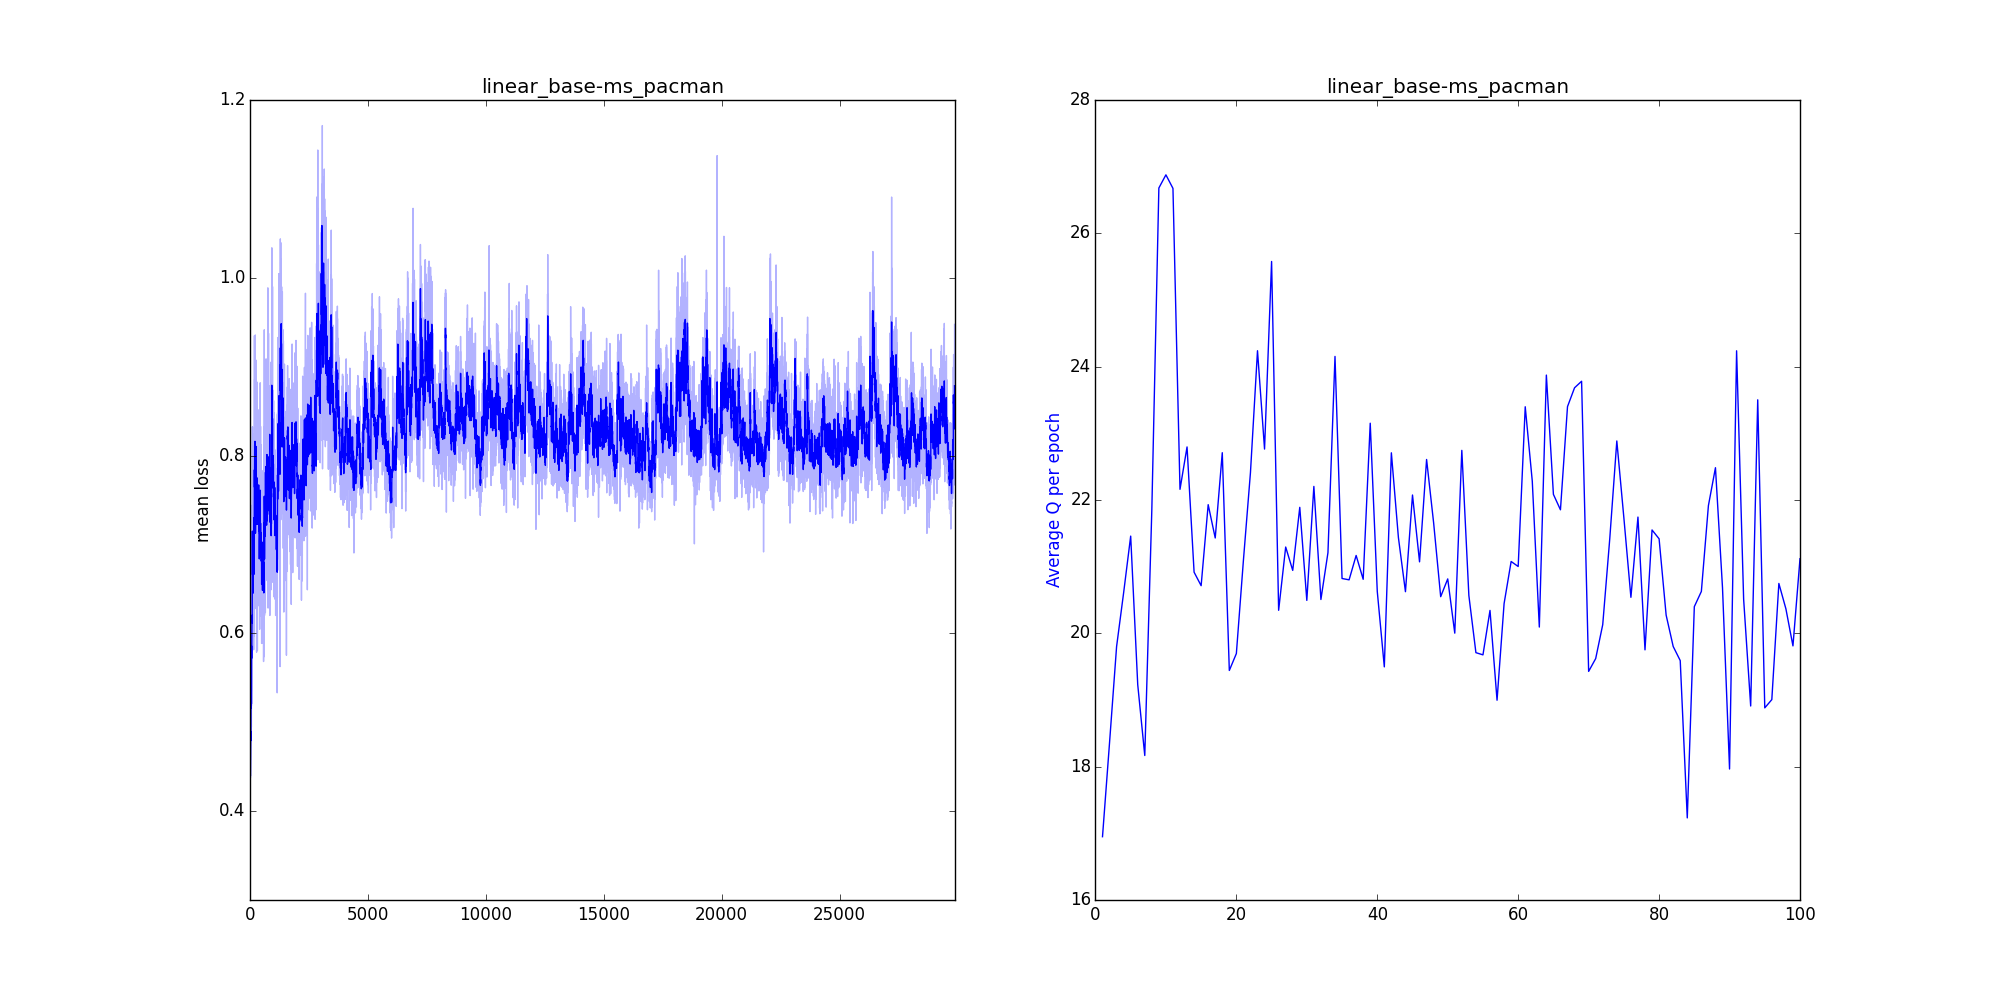 linear_base-ms_pacman
1.2
1.0
0.8
0.6
0.4
mean loss
0 5000 10000 15000 20000 25000
linear_base-ms_pacman
28
26
24
22
20
18
16
Average Q per epoch
0 20 40 60 80 100